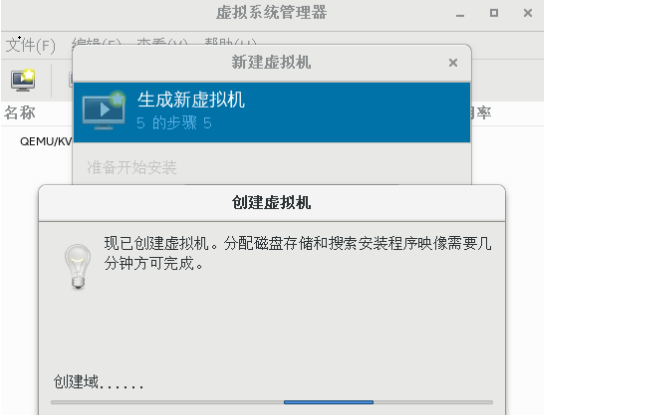 虚拟系统管理器
文件(F) 编辑(E) 查看(V) 帮助(H)
新建虚拟机
生成新虚拟机
5 的步骤 5
名称
用率
QEMU/KV
准备开始安装
创建虚拟机
现已创建虚拟机。分配磁盘存储和搜索安装程序映像需要几
分钟方可完成。
创建域......